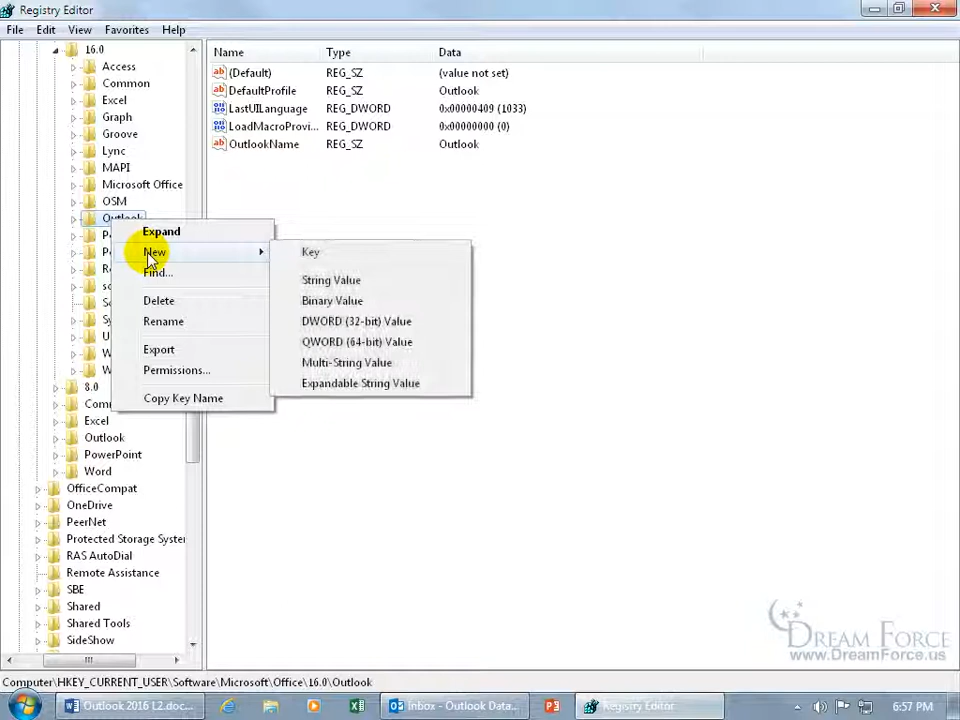 Registry Editor
File Edit View Favorites Help
16.0
Access
Common
Excel
Graph
Groove
Lync
MAPI
Microsoft Office
OSM
Outlook
8.0
Excel
Outlook
PowerPoint
Word
OfficeCompat
OneDrive
PeerNet
Protected Storage System
RAS AutoDial
Remote Assistance
SBE
Shared
Shared Tools
SideShow
Name Type Data
(Default) REG_SZ (value not set)
DefaultProfile REG_SZ Outlook
LastUILanguage REG_DWORD 0x00000409 (1033)
LoadMacroProvi... REG_DWORD 0x00000000 (0)
OutlookName REG_SZ Outlook
Expand
New
Find...
Delete
Rename
Export
Permissions...
Copy Key Name
Key
String Value
Binary Value
DWORD (32-bit) Value
QWORD (64-bit) Value
Multi-String Value
Expandable String Value
DREAM FORCE
www.DreamForce.us
Computer\HKEY_CURRENT_USER\Software\Microsoft\Office\16.0\Outlook
Outlook 2016 L2.doc... Inbox - Outlook Data... Registry Editor 6:57 PM